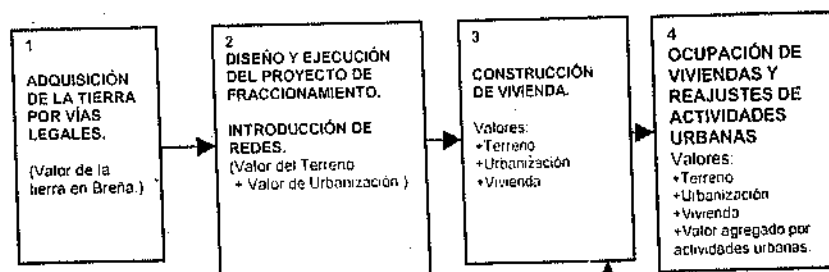 1
ADQUISICIÓN
DE LA TIERRA
POR VÍAS
LEGALES.
(Valor de la
tierra en Breña.)
2
DISEÑO Y EJECUCIÓN
DEL PROYECTO DE
FRACCIONAMIENTO.
INTRODUCCIÓN DE
REDES.
(Valor del Terreno
+ Valor de Urbanización )
3
CONSTRUCCIÓN
DE VIVIENDA.
Valores:
+Terreno
+Urbanización
+Vivienda
4
OCUPACIÓN DE
VIVIENDAS Y
REAJUSTES DE
ACTIVIDADES
URBANAS
Valores:
+Terreno
+Urbanización
+Vivienda
+Valor agregado por
actividades urbanas.